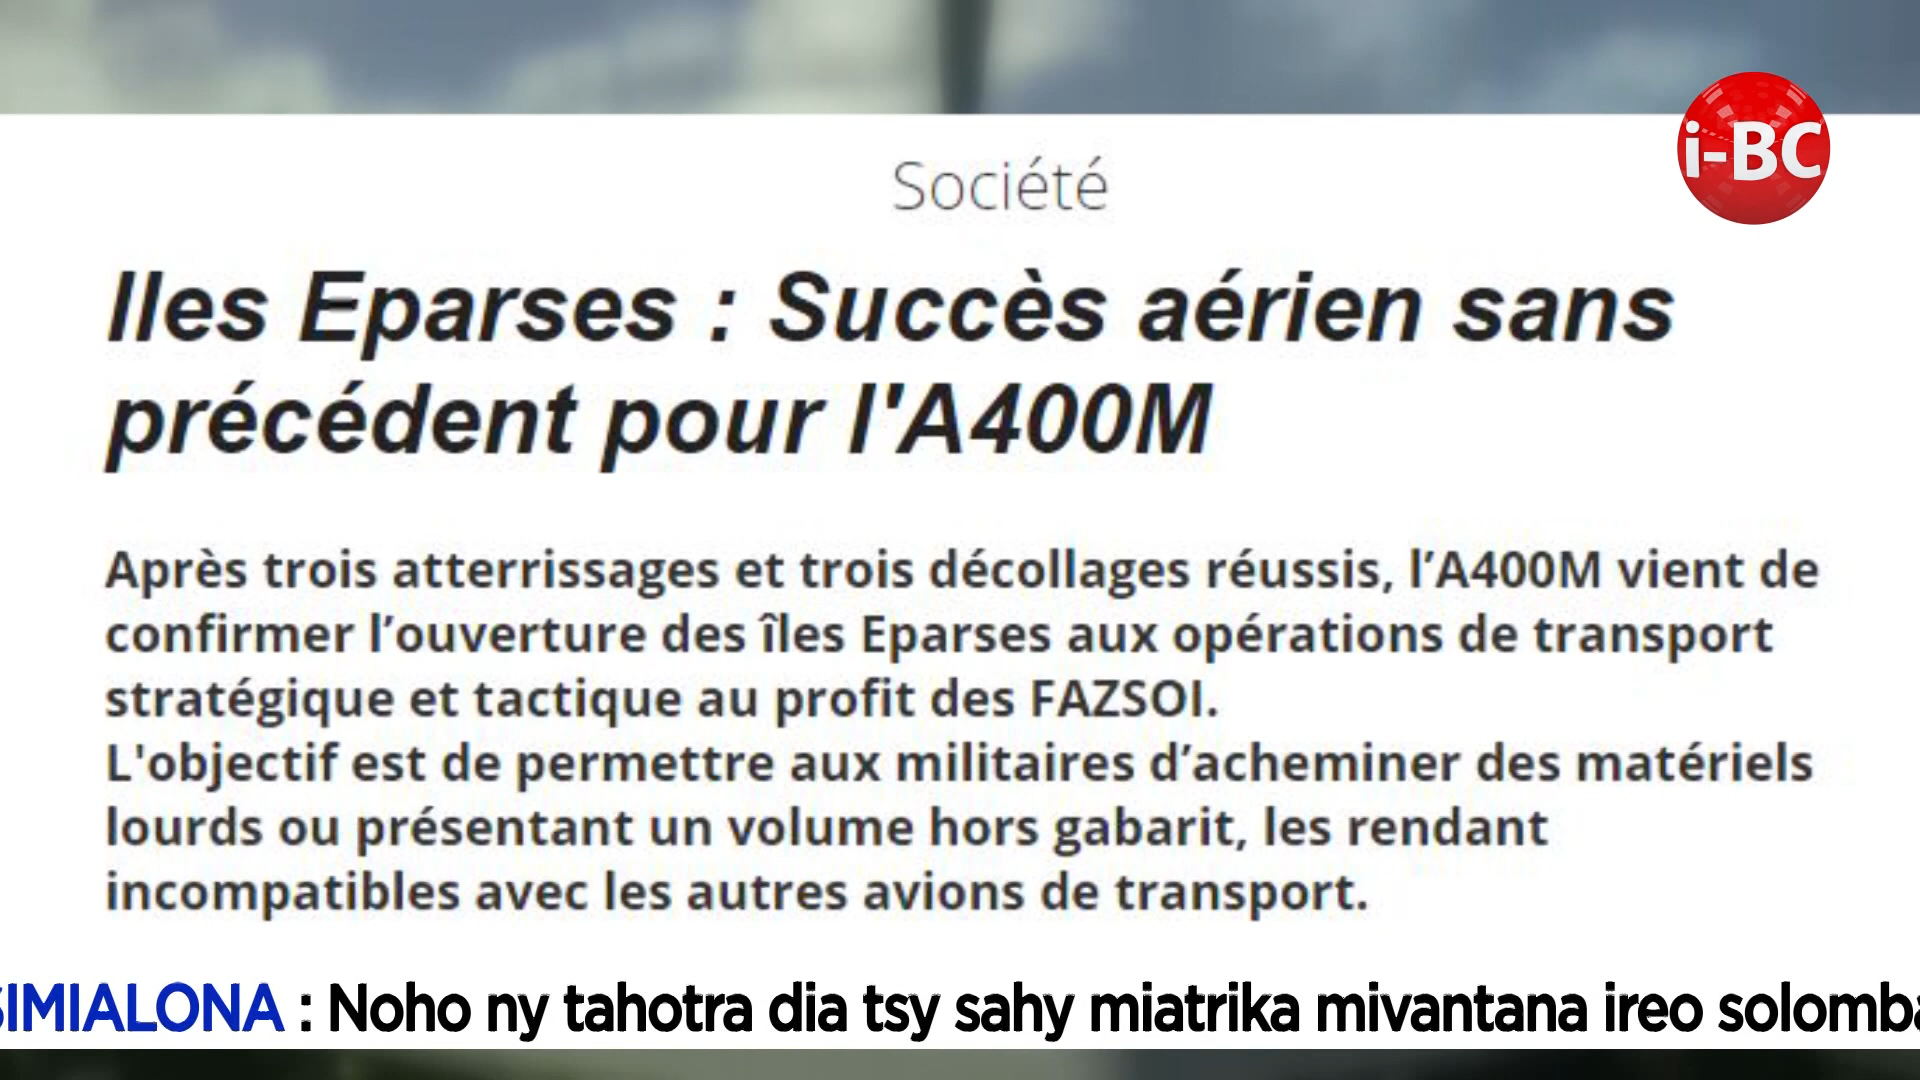 i-BC
Société
Iles Eparses : Succès aérien sans
précédent pour l'A400M
Après trois atterrissages et trois décollages réussis, l’A400M vient de
confirmer l’ouverture des îles Eparses aux opérations de transport
stratégique et tactique au profit des FAZSOI.
L'objectif est de permettre aux militaires d’acheminer des matériels
lourds ou présentant un volume hors gabarit, les rendant
incompatibles avec les autres avions de transport.
SIMIALONA : Noho ny tahotra dia tsy sahy miatrika mivantana ireo solomba